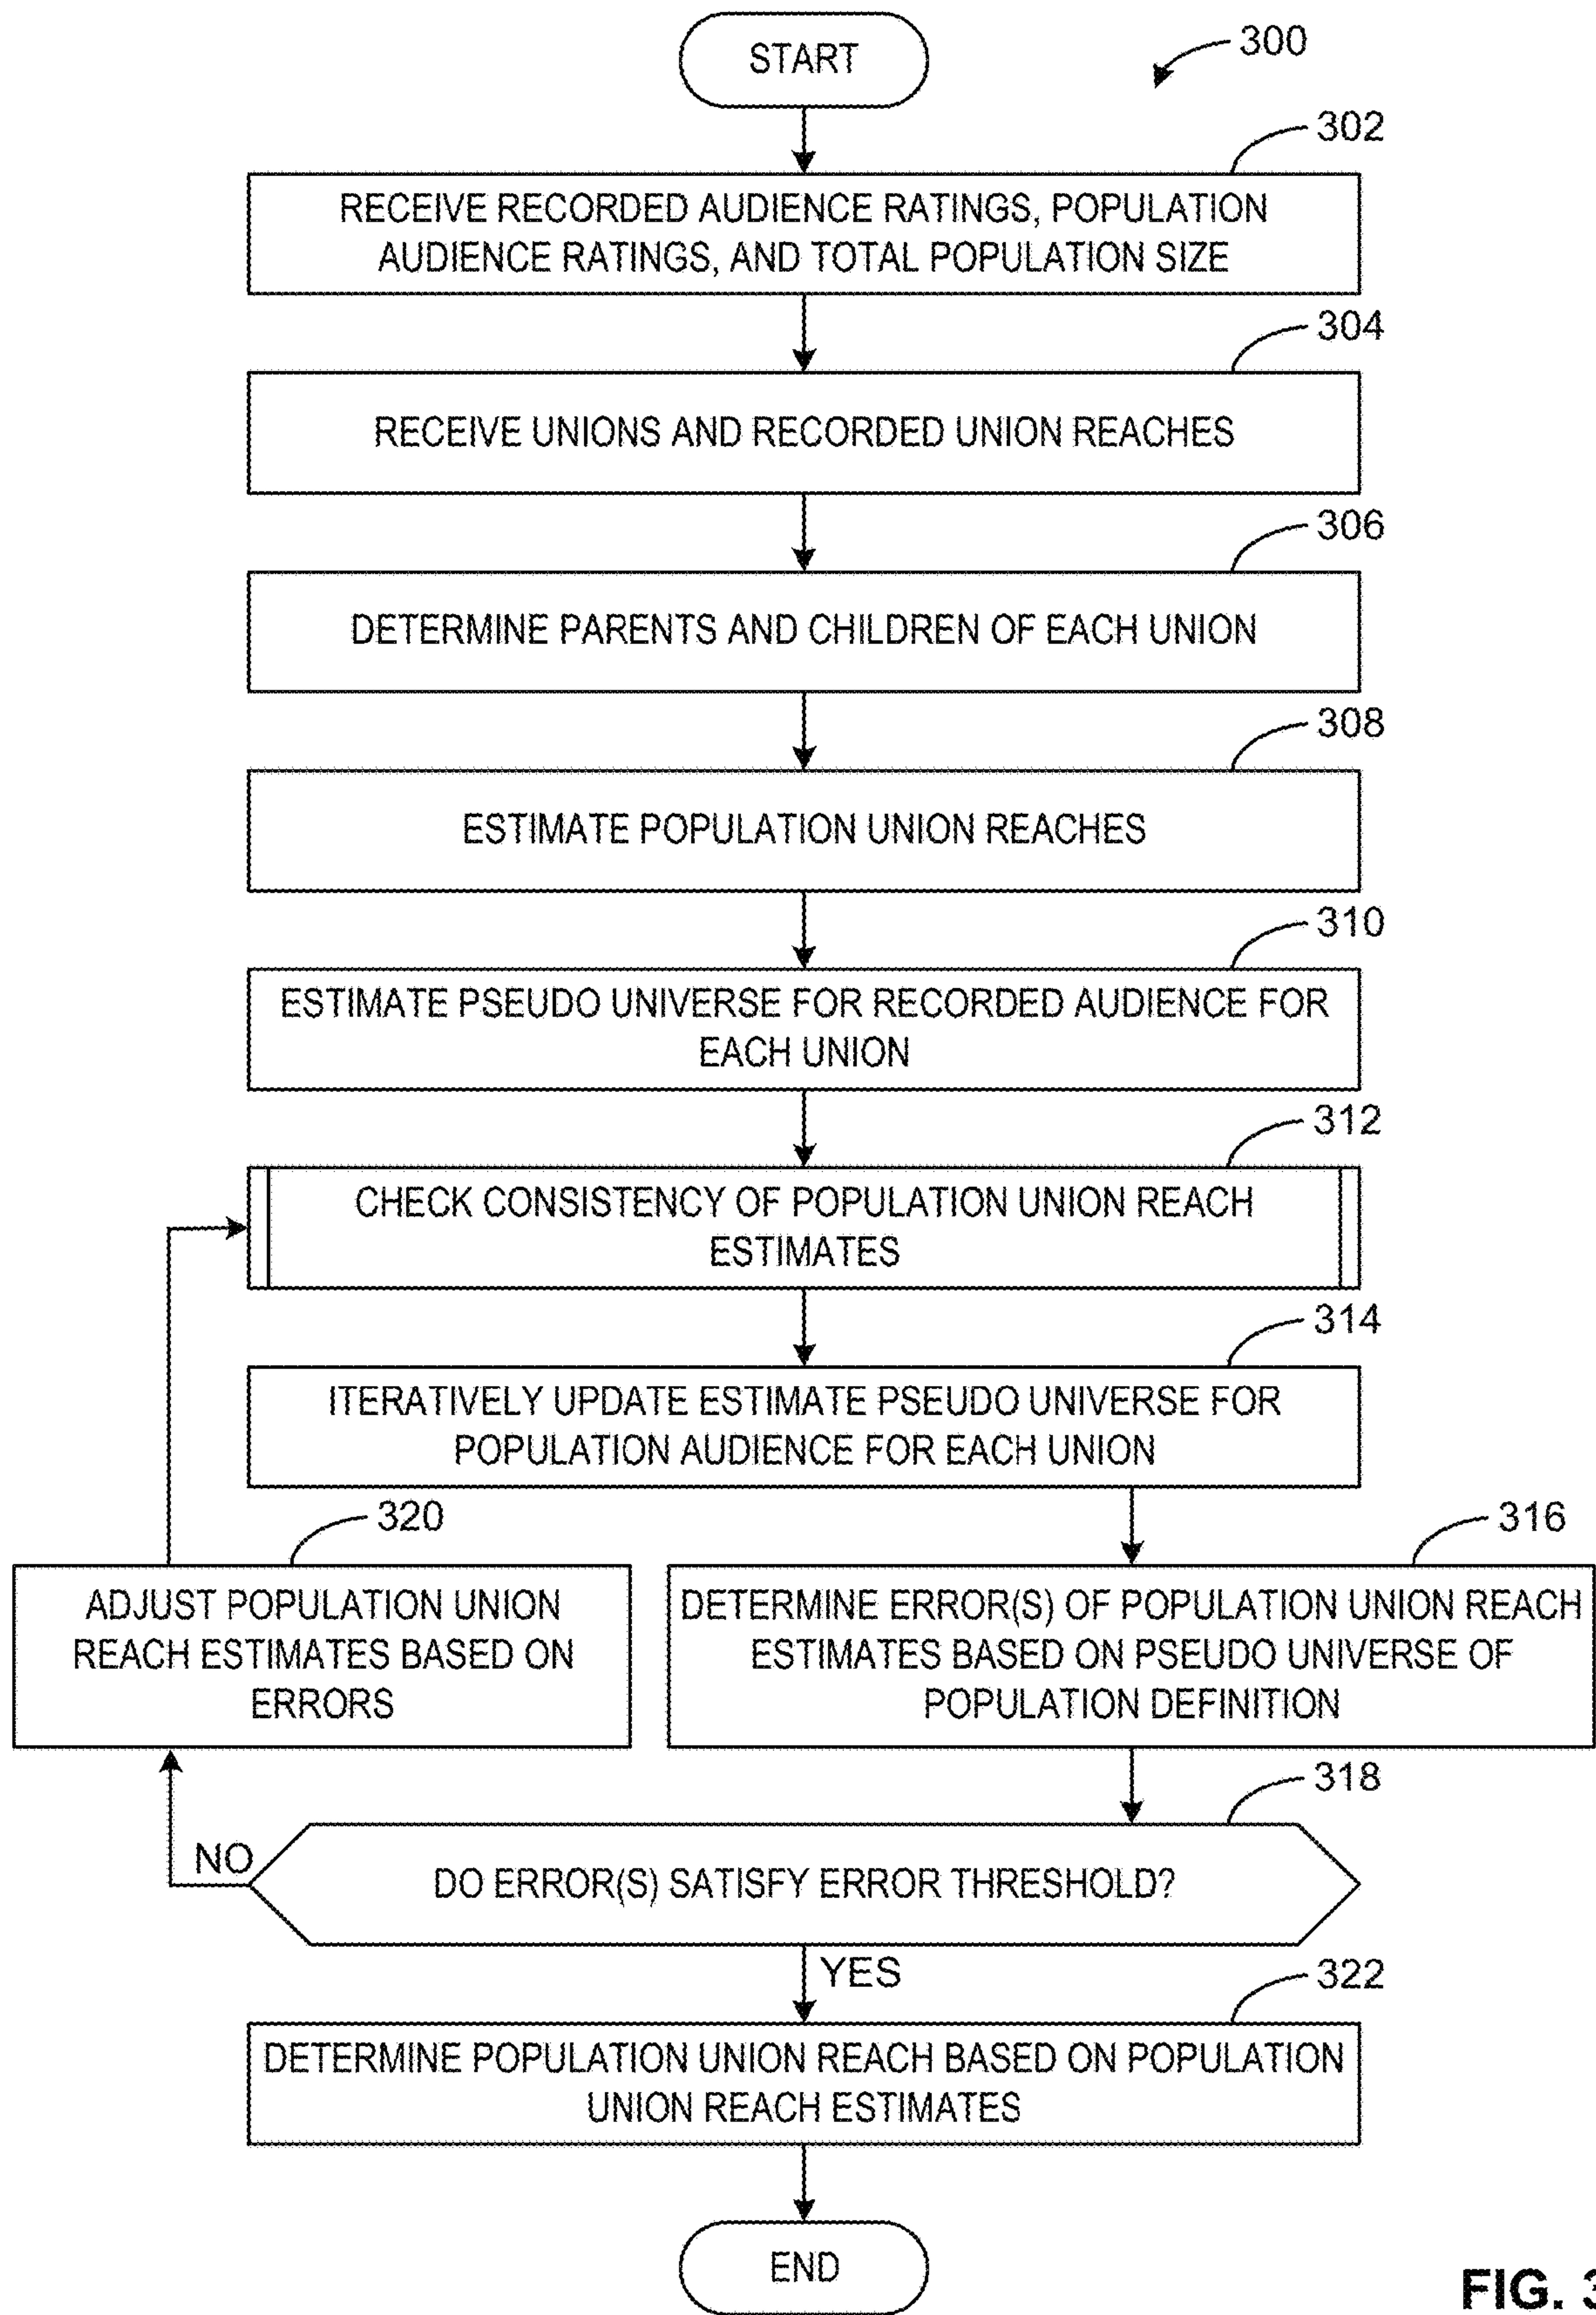 START
300
302
RECEIVE RECORDED AUDIENCE RATINGS, POPULATION
AUDIENCE RATINGS, AND TOTAL POPULATION SIZE
304
RECEIVE UNIONS AND RECORDED UNION REACHES
306
DETERMINE PARENTS AND CHILDREN OF EACH UNION
308
ESTIMATE POPULATION UNION REACHES
310
ESTIMATE PSEUDO UNIVERSE FOR RECORDED AUDIENCE FOR
EACH UNION
312
CHECK CONSISTENCY OF POPULATION UNION REACH
ESTIMATES
314
ITERATIVELY UPDATE ESTIMATE PSEUDO UNIVERSE FOR
POPULATION AUDIENCE FOR EACH UNION
320
ADJUST POPULATION UNION
REACH ESTIMATES BASED ON
ERRORS
316
DETERMINE ERROR(S) OF POPULATION UNION REACH
ESTIMATES BASED ON PSEUDO UNIVERSE OF
POPULATION DEFINITION
318
NO
DO ERROR(S) SATISFY ERROR THRESHOLD?
YES
322
DETERMINE POPULATION UNION REACH BASED ON POPULATION
UNION REACH ESTIMATES
END
FIG. 3